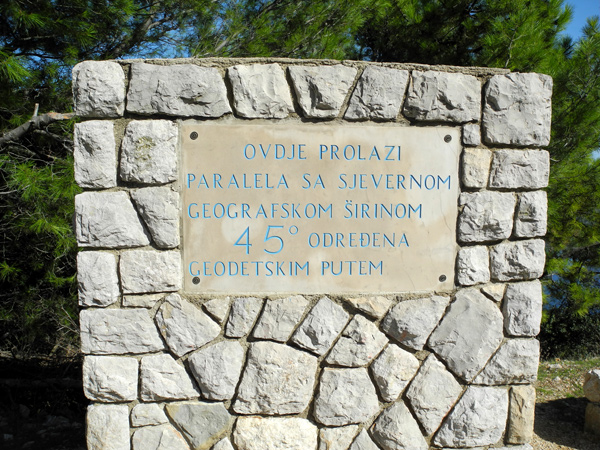 OVDJE PROLAZI
PARALELA SA SJEVERNOM
GEOGRAFSKOM ŠIRINOM
45° ODREĐENA
GEODETSKIM PUTEM